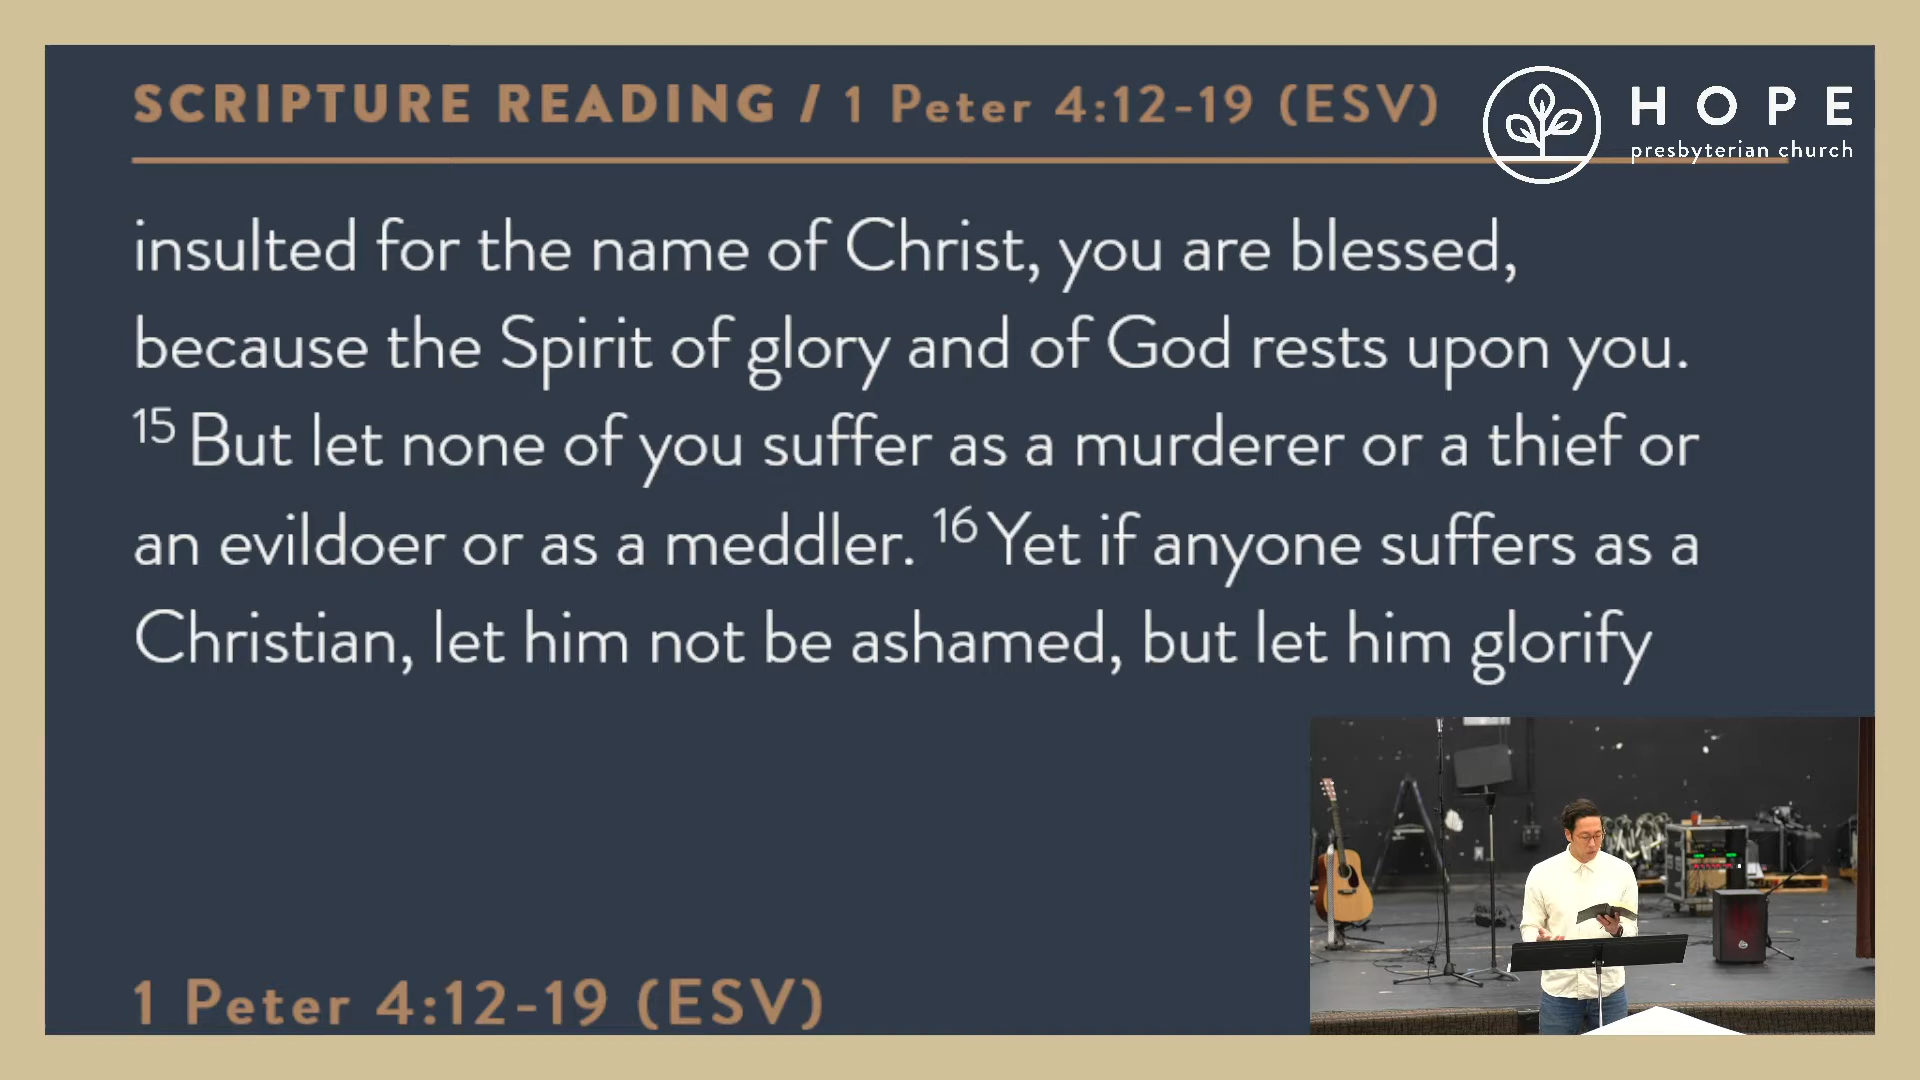 SCRIPTURE READING / 1 Peter 4:12-19 (ESV)
HOPE
presbyterian church
insulted for the name of Christ, you are blessed,
because the Spirit of glory and of God rests upon you.
15 But let none of you suffer as a murderer or a thief or
an evildoer or as a meddler. 16 Yet if anyone suffers as a
Christian, let him not be ashamed, but let him glorify
1 Peter 4:12-19 (ESV)